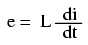 e = L di/dt